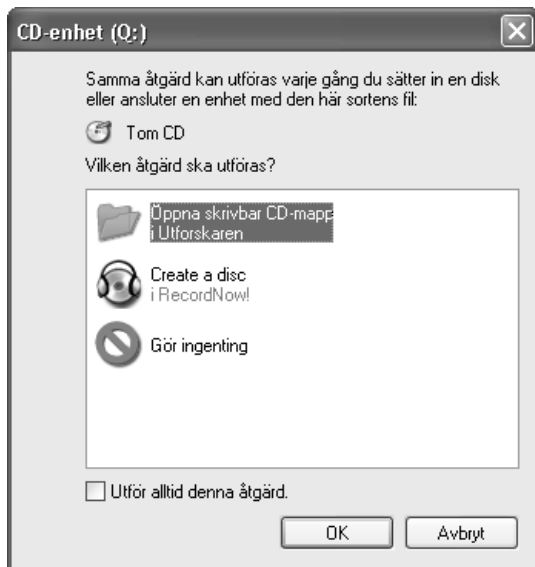 CD-enhet (Q:)
Samma åtgärd kan utföras varje gång du sätter in en disk
eller ansluter en enhet med den här sortens fil:
Tom CD
Vilken åtgärd ska utföras?
Öppna skrivbar CD-mapp
i Utforskaren
Create a disc
i RecordNow!
Gör ingenting
Utför alltid denna åtgärd.
OK
Avbryt